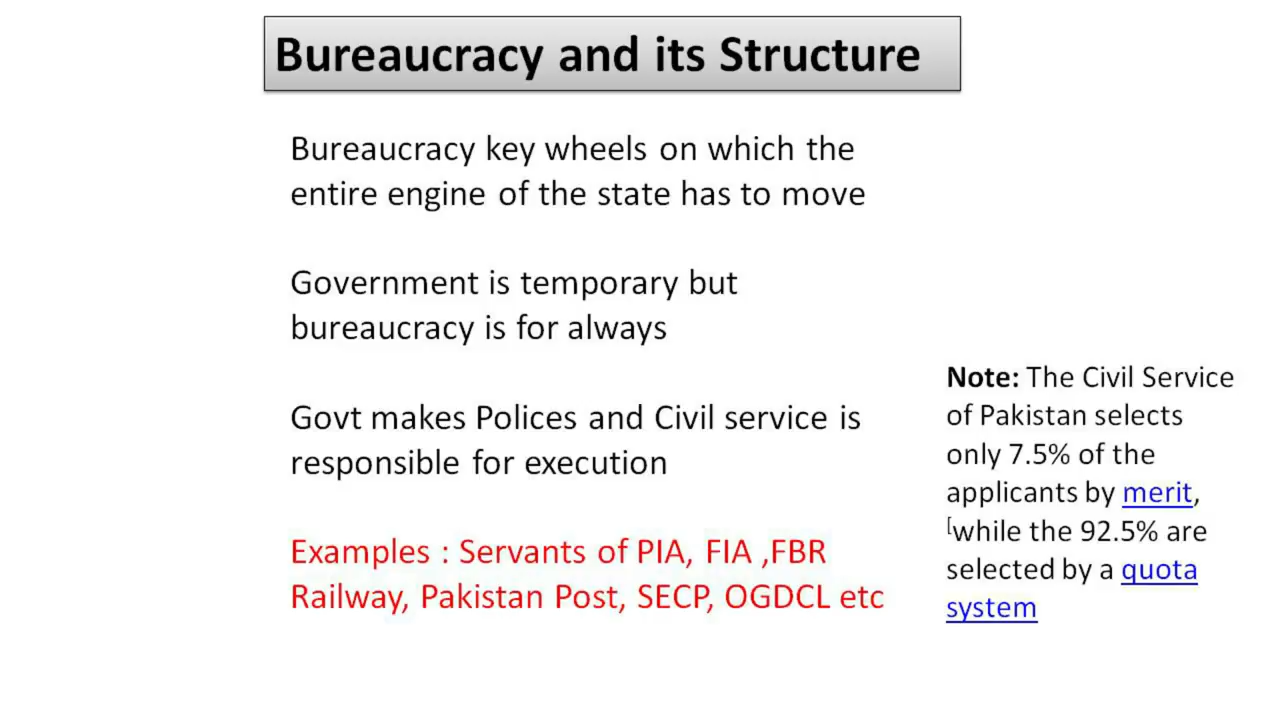 Bureaucracy and its Structure
Bureaucracy key wheels on which the
entire engine of the state has to move
Government is temporary but
bureaucracy is for always
Govt makes Polices and Civil service is
responsible for execution
Examples : Servants of PIA, FIA ,FBR
Railway, Pakistan Post, SECP, OGDCL etc
Note: The Civil Service
of Pakistan selects
only 7.5% of the
applicants by merit,
[while the 92.5% are
selected by a quota
system